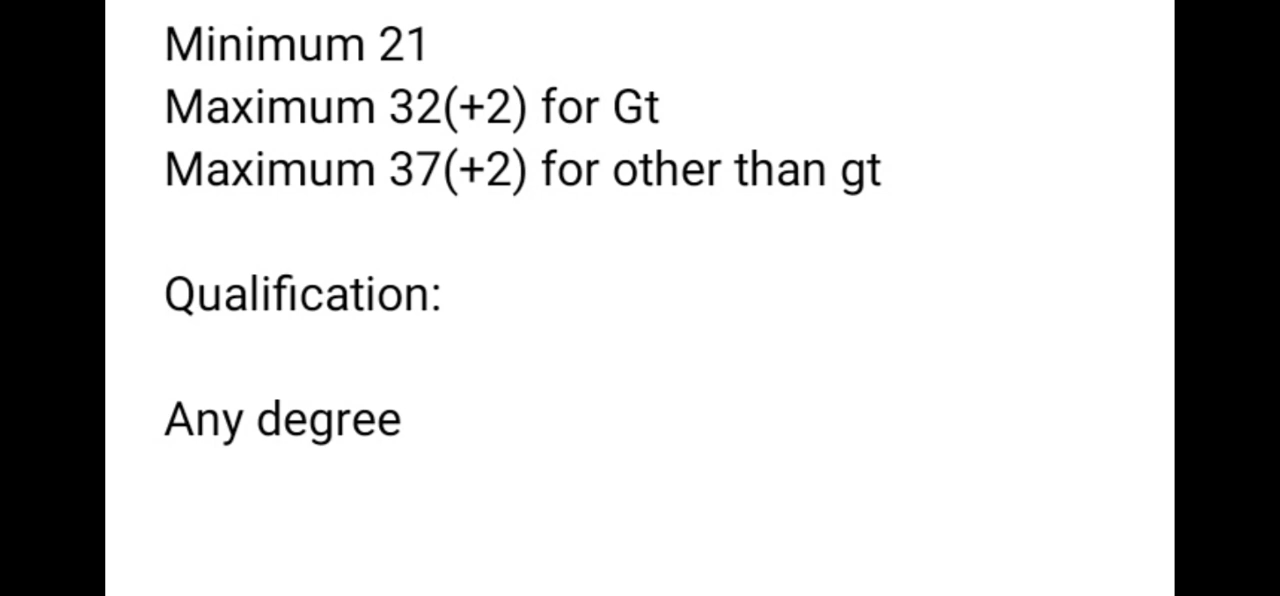 Minimum 21
Maximum 32(+2) for Gt
Maximum 37(+2) for other than gt
Qualification:
Any degree